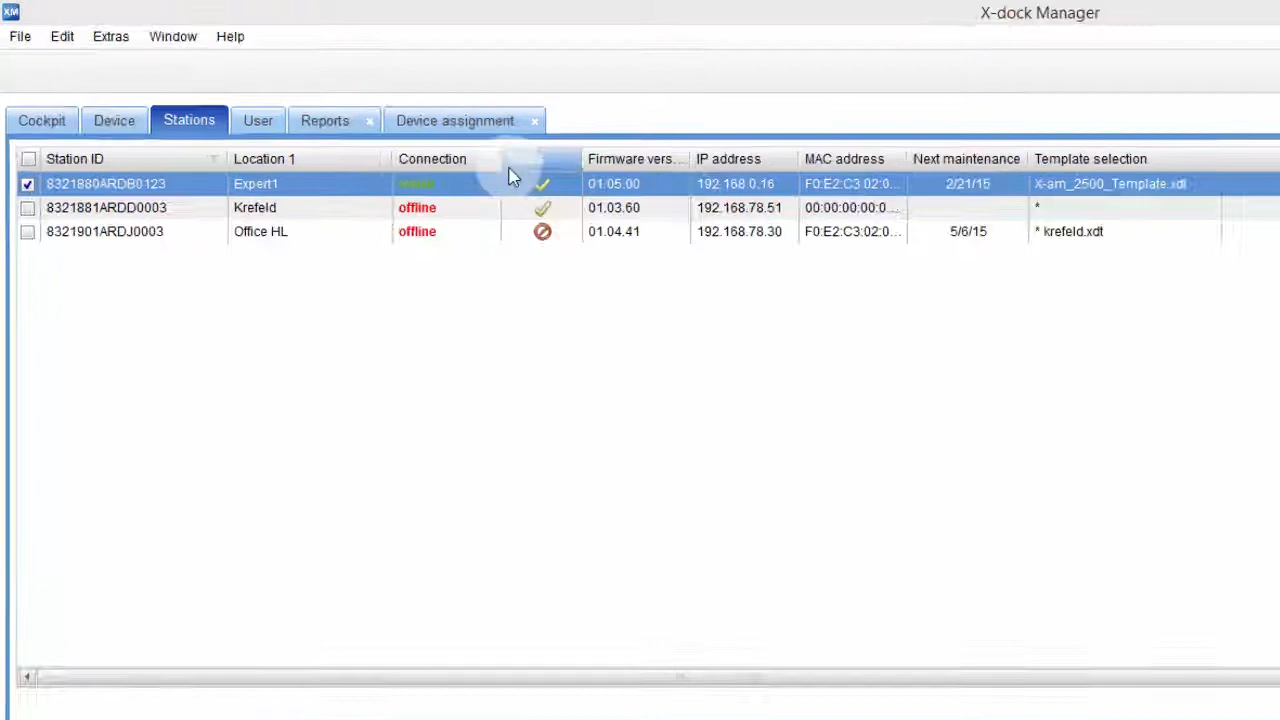 XM X-dock Manager
File Edit Extras Window Help
Cockpit Device Stations User Reports × Device assignment ×
Station ID Location 1 Connection Firmware vers... IP address MAC address Next maintenance Template selection
8321880ARDB0123 Expert1 01.05.00 192.168.0.16 F0:E2:C3:02:0... 2/21/15 X-am_2500_Template.xdt
8321881ARDD0003 Krefeld offline 01.03.60 192.168.78.51 00:00:00:00:0... *
8321901ARDJ0003 Office HL offline 01.04.41 192.168.78.30 F0:E2:C3:02:0... 5/6/15 * krefeld.xdt